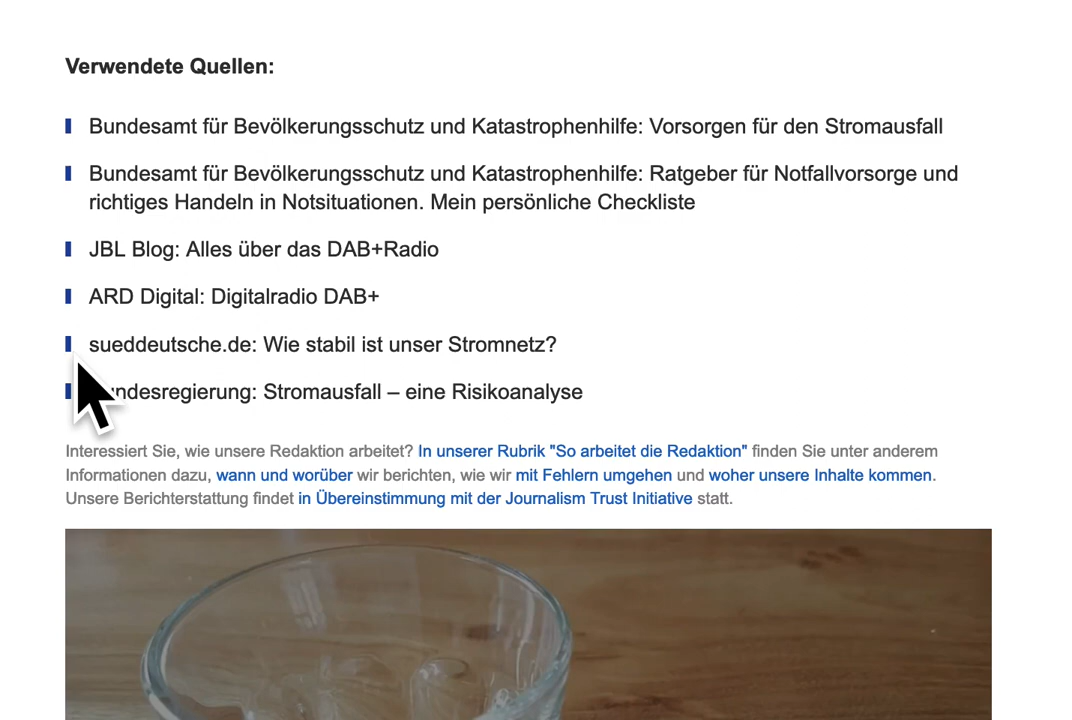 Verwendete Quellen:
Bundesamt für Bevölkerungsschutz und Katastrophenhilfe: Vorsorgen für den Stromausfall
Bundesamt für Bevölkerungsschutz und Katastrophenhilfe: Ratgeber für Notfallvorsorge und
richtiges Handeln in Notsituationen. Mein persönliche Checkliste
JBL Blog: Alles über das DAB+Radio
ARD Digital: Digitalradio DAB+
sueddeutsche.de: Wie stabil ist unser Stromnetz?
Bundesregierung: Stromausfall – eine Risikoanalyse
Interessiert Sie, wie unsere Redaktion arbeitet? In unserer Rubrik "So arbeitet die Redaktion" finden Sie unter anderem
Informationen dazu, wann und worüber wir berichten, wie wir mit Fehlern umgehen und woher unsere Inhalte kommen.
Unsere Berichterstattung findet in Übereinstimmung mit der Journalism Trust Initiative statt.